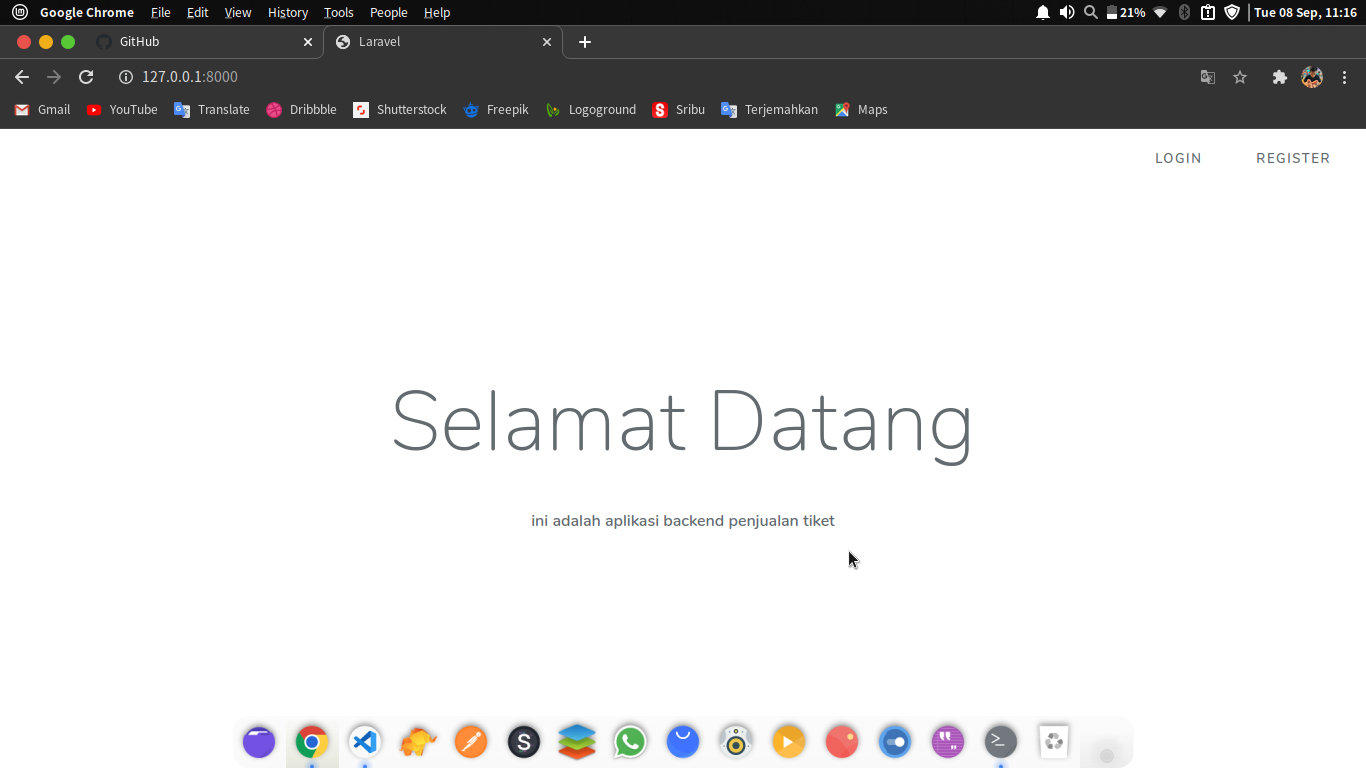 Google Chrome File Edit View History Tools People Help 21% Tue 08 Sep, 11:16
GitHub Laravel
127.0.0.1:8000
Gmail YouTube Translate Dribbble Shutterstock Freepik Logoground Sribu Terjemahkan Maps
LOGIN REGISTER
Selamat Datang
ini adalah aplikasi backend penjualan tiket